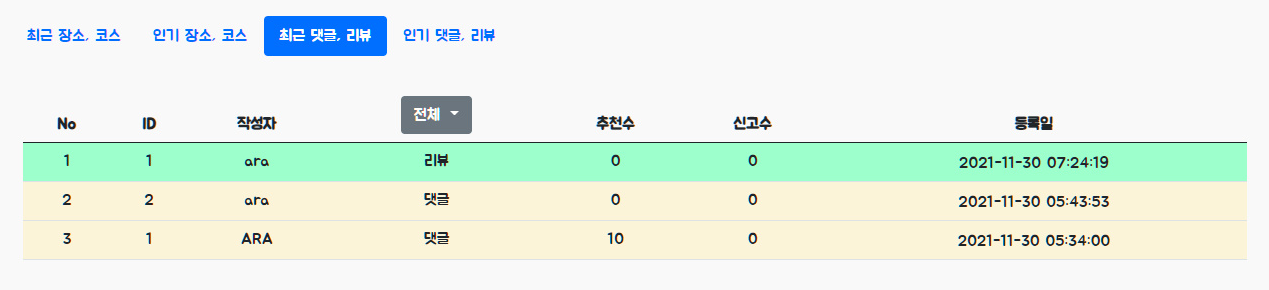 최근 장소, 코스 인기 장소, 코스 최근 댓글, 리뷰 인기 댓글, 리뷰
No ID 작성자 전체 추천수 신고수 등록일
1 1 ara 리뷰 0 0 2021-11-30 07:24:19
2 2 ara 댓글 0 0 2021-11-30 05:43:53
3 1 ARA 댓글 10 0 2021-11-30 05:34:00